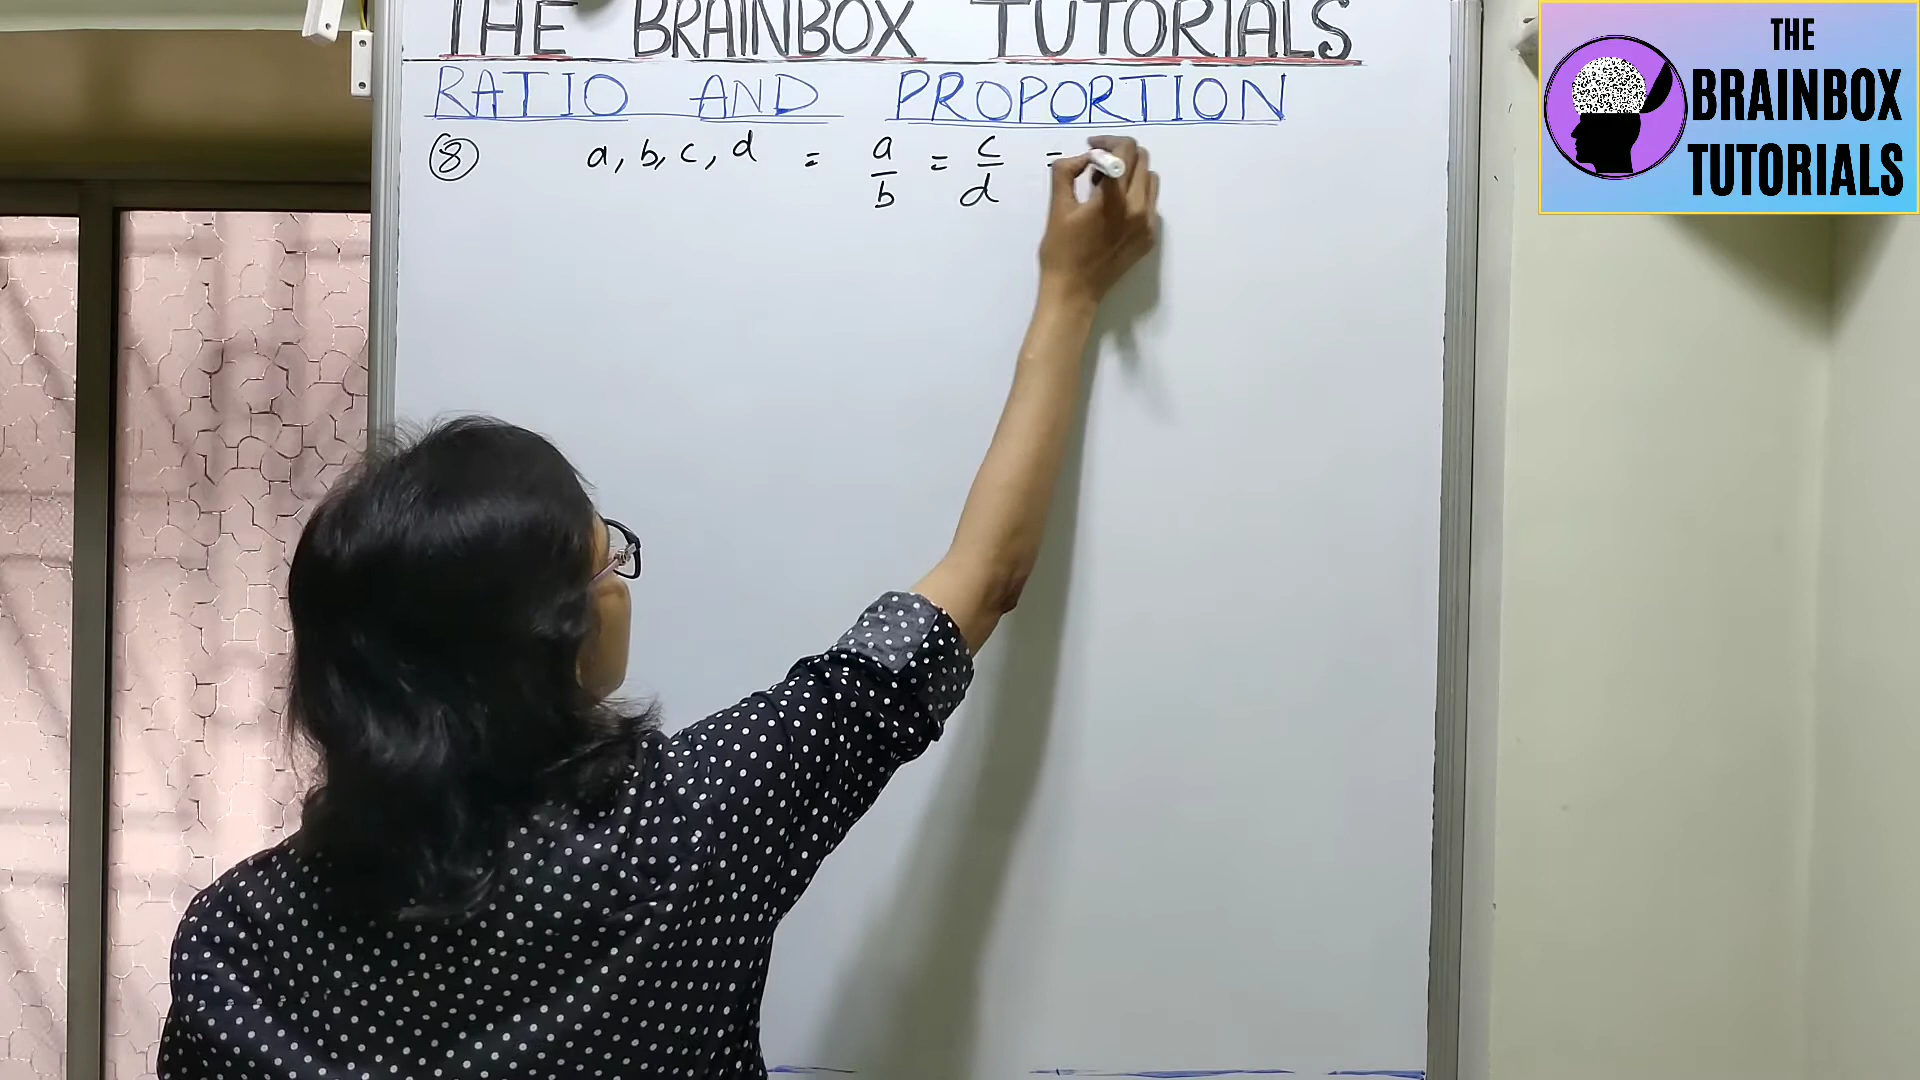 THE BRAINBOX TUTORIALS
RATIO AND PROPORTION
8 a, b, c, d = a/b = c/d =
THE
BRAINBOX
TUTORIALS